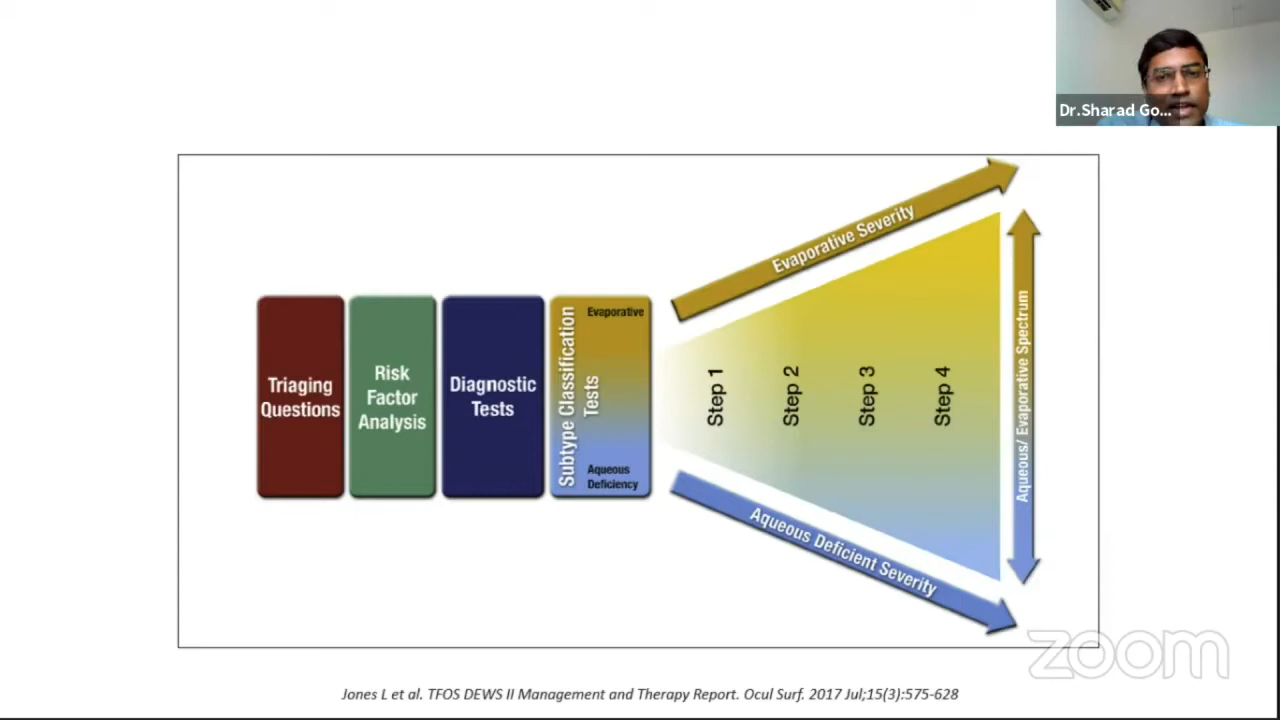 Dr.Sharad Go...
Triaging
Questions
Risk
Factor
Analysis
Diagnostic
Tests
Subtype Classification
Tests
Evaporative
Aqueous
Deficiency
Step 1
Step 2
Step 3
Step 4
Evaporative Severity
Aqueous/ Evaporative Spectrum
Aqueous Deficient Severity
zoom
Jones L et al. TFOS DEWS II Management and Therapy Report. Ocul Surf. 2017 Jul;15(3):575-628